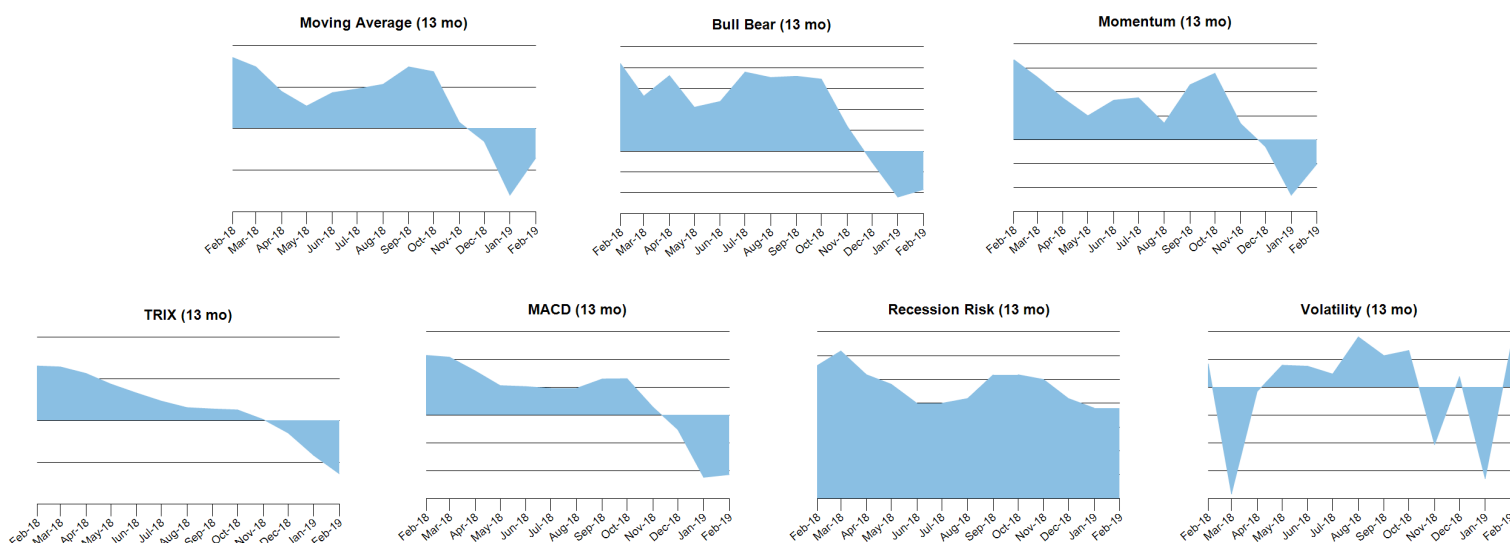 Moving Average (13 mo)
Feb-18 Mar-18 Apr-18 May-18 Jun-18 Jul-18 Aug-18 Sep-18 Oct-18 Nov-18 Dec-18 Jan-19 Feb-19
Bull Bear (13 mo)
Feb-18 Mar-18 Apr-18 May-18 Jun-18 Jul-18 Aug-18 Sep-18 Oct-18 Nov-18 Dec-18 Jan-19 Feb-19
Momentum (13 mo)
Feb-18 Mar-18 Apr-18 May-18 Jun-18 Jul-18 Aug-18 Sep-18 Oct-18 Nov-18 Dec-18 Jan-19 Feb-19
TRIX (13 mo)
Feb-18 Mar-18 Apr-18 May-18 Jun-18 Jul-18 Aug-18 Sep-18 Oct-18 Nov-18 Dec-18 Jan-19 Feb-19
MACD (13 mo)
Feb-18 Mar-18 Apr-18 May-18 Jun-18 Jul-18 Aug-18 Sep-18 Oct-18 Nov-18 Dec-18 Jan-19 Feb-19
Recession Risk (13 mo)
Feb-18 Mar-18 Apr-18 May-18 Jun-18 Jul-18 Aug-18 Sep-18 Oct-18 Nov-18 Dec-18 Jan-19 Feb-19
Volatility (13 mo)
Feb-18 Mar-18 Apr-18 May-18 Jun-18 Jul-18 Aug-18 Sep-18 Oct-18 Nov-18 Dec-18 Jan-19 Feb-19